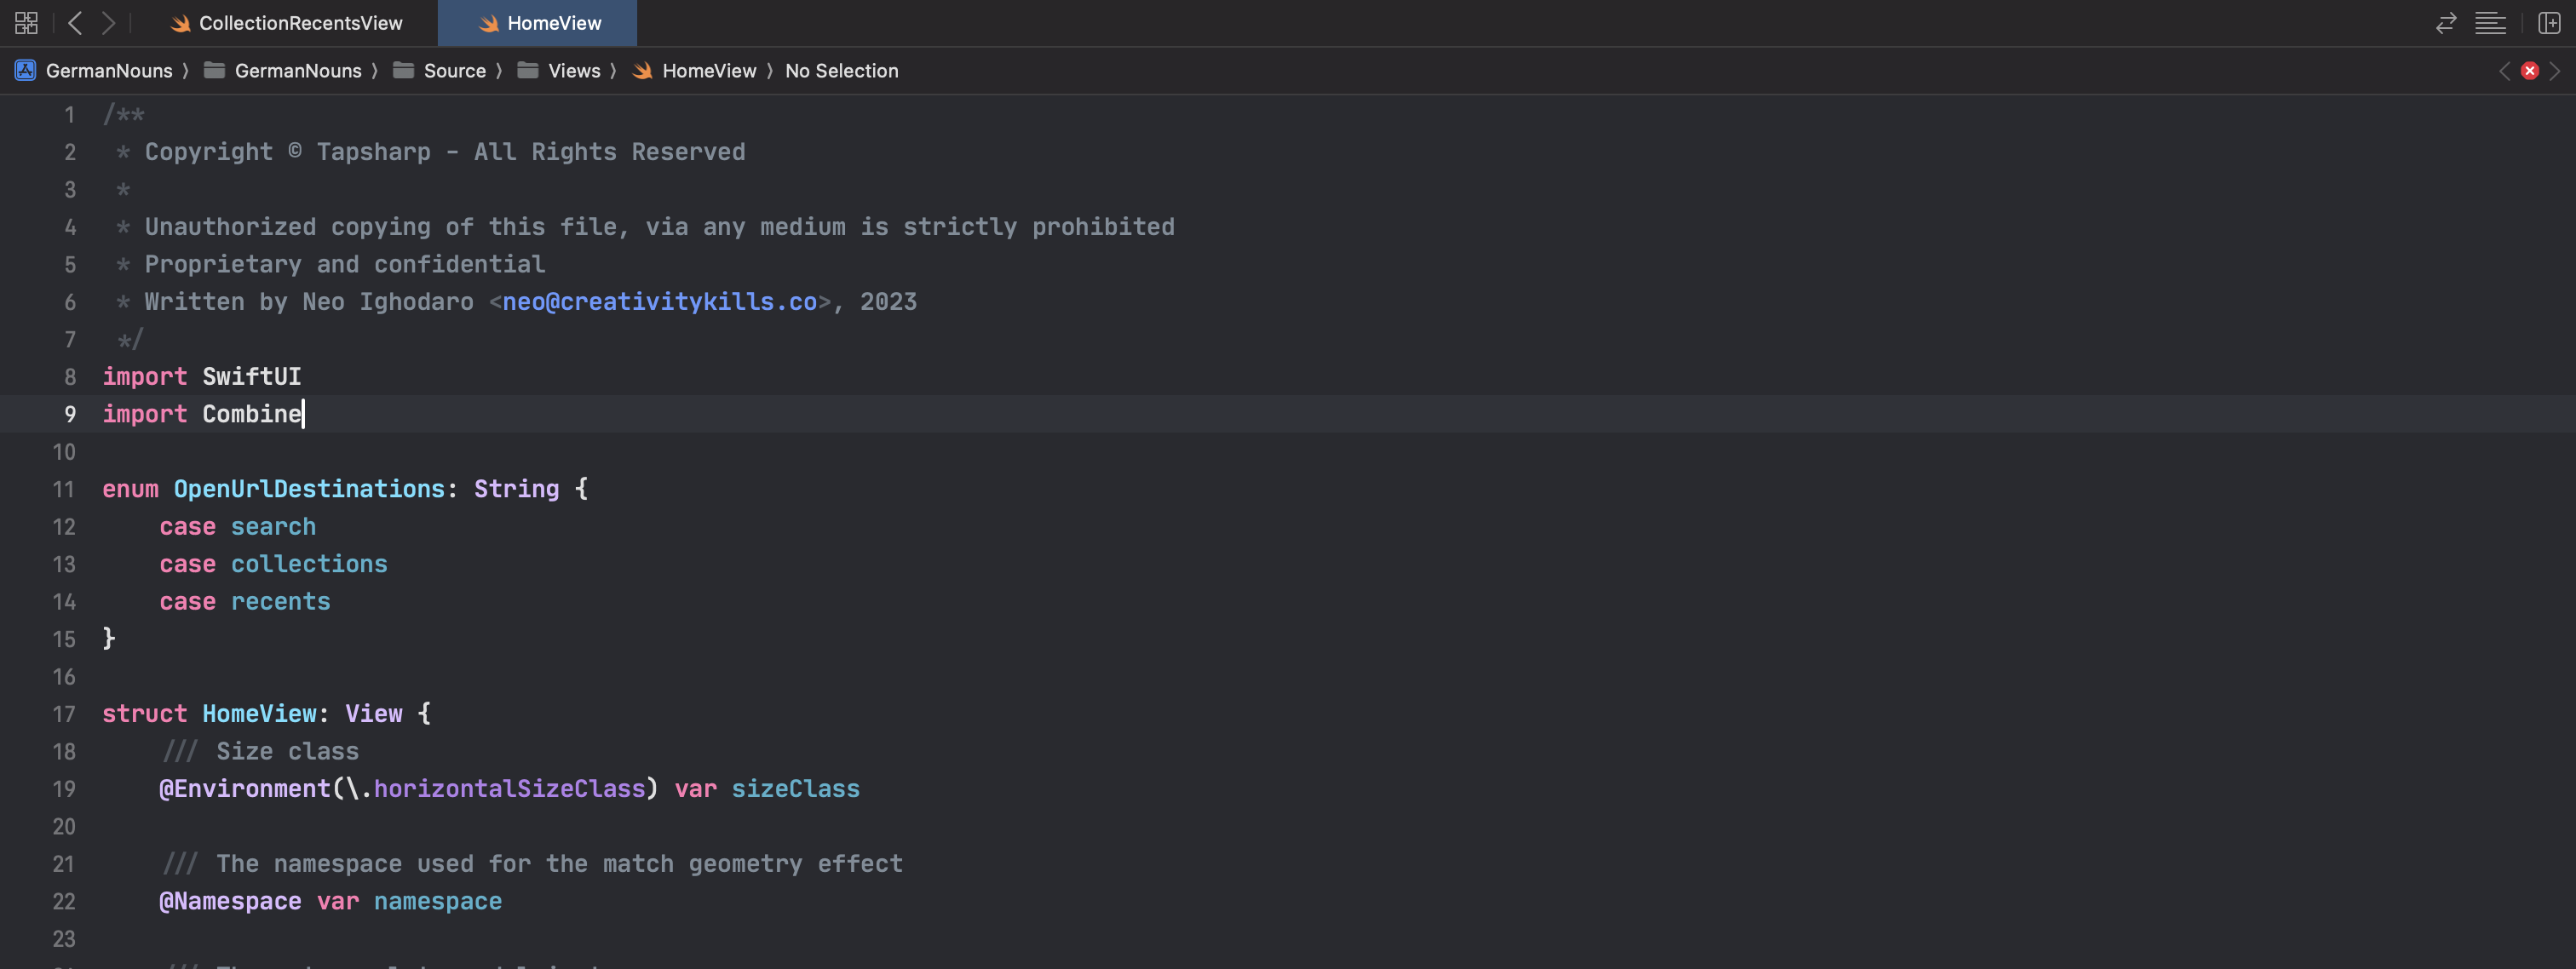 CollectionRecentsView
HomeView
GermanNouns 〉 GermanNouns 〉 Source 〉 Views 〉 HomeView 〉 No Selection
1 /**
2  * Copyright © Tapsharp - All Rights Reserved
3  *
4  * Unauthorized copying of this file, via any medium is strictly prohibited
5  * Proprietary and confidential
6  * Written by Neo Ighodaro <neo@creativitykills.co>, 2023
7  */
8 import SwiftUI
9 import Combine
10
11 enum OpenUrlDestinations: String {
12     case search
13     case collections
14     case recents
15 }
16
17 struct HomeView: View {
18     /// Size class
19     @Environment(\.horizontalSizeClass) var sizeClass
20
21     /// The namespace used for the match geometry effect
22     @Namespace var namespace
23